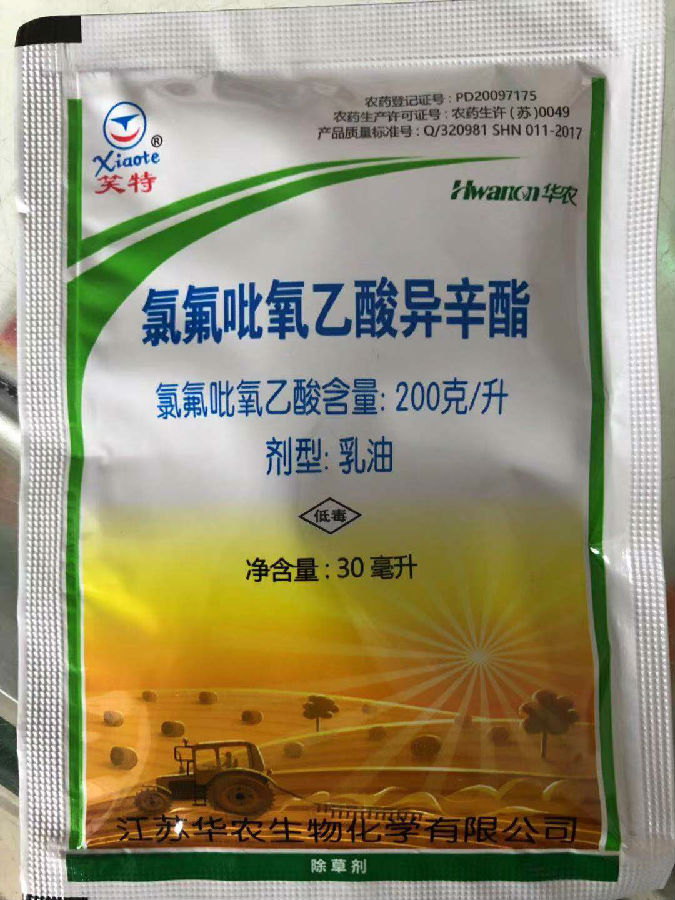 农药登记证号：PD20097175
农药生产许可证号：农药生许(苏)0049
产品质量标准号：Q/320981 SHN 011-2017
®
Xiaote
笑特
Hwanon华农
氯氟吡氧乙酸异辛酯
氯氟吡氧乙酸含量: 200克/升
剂型: 乳油
低毒
净含量：30 毫升
江苏华农生物化学有限公司
除草剂